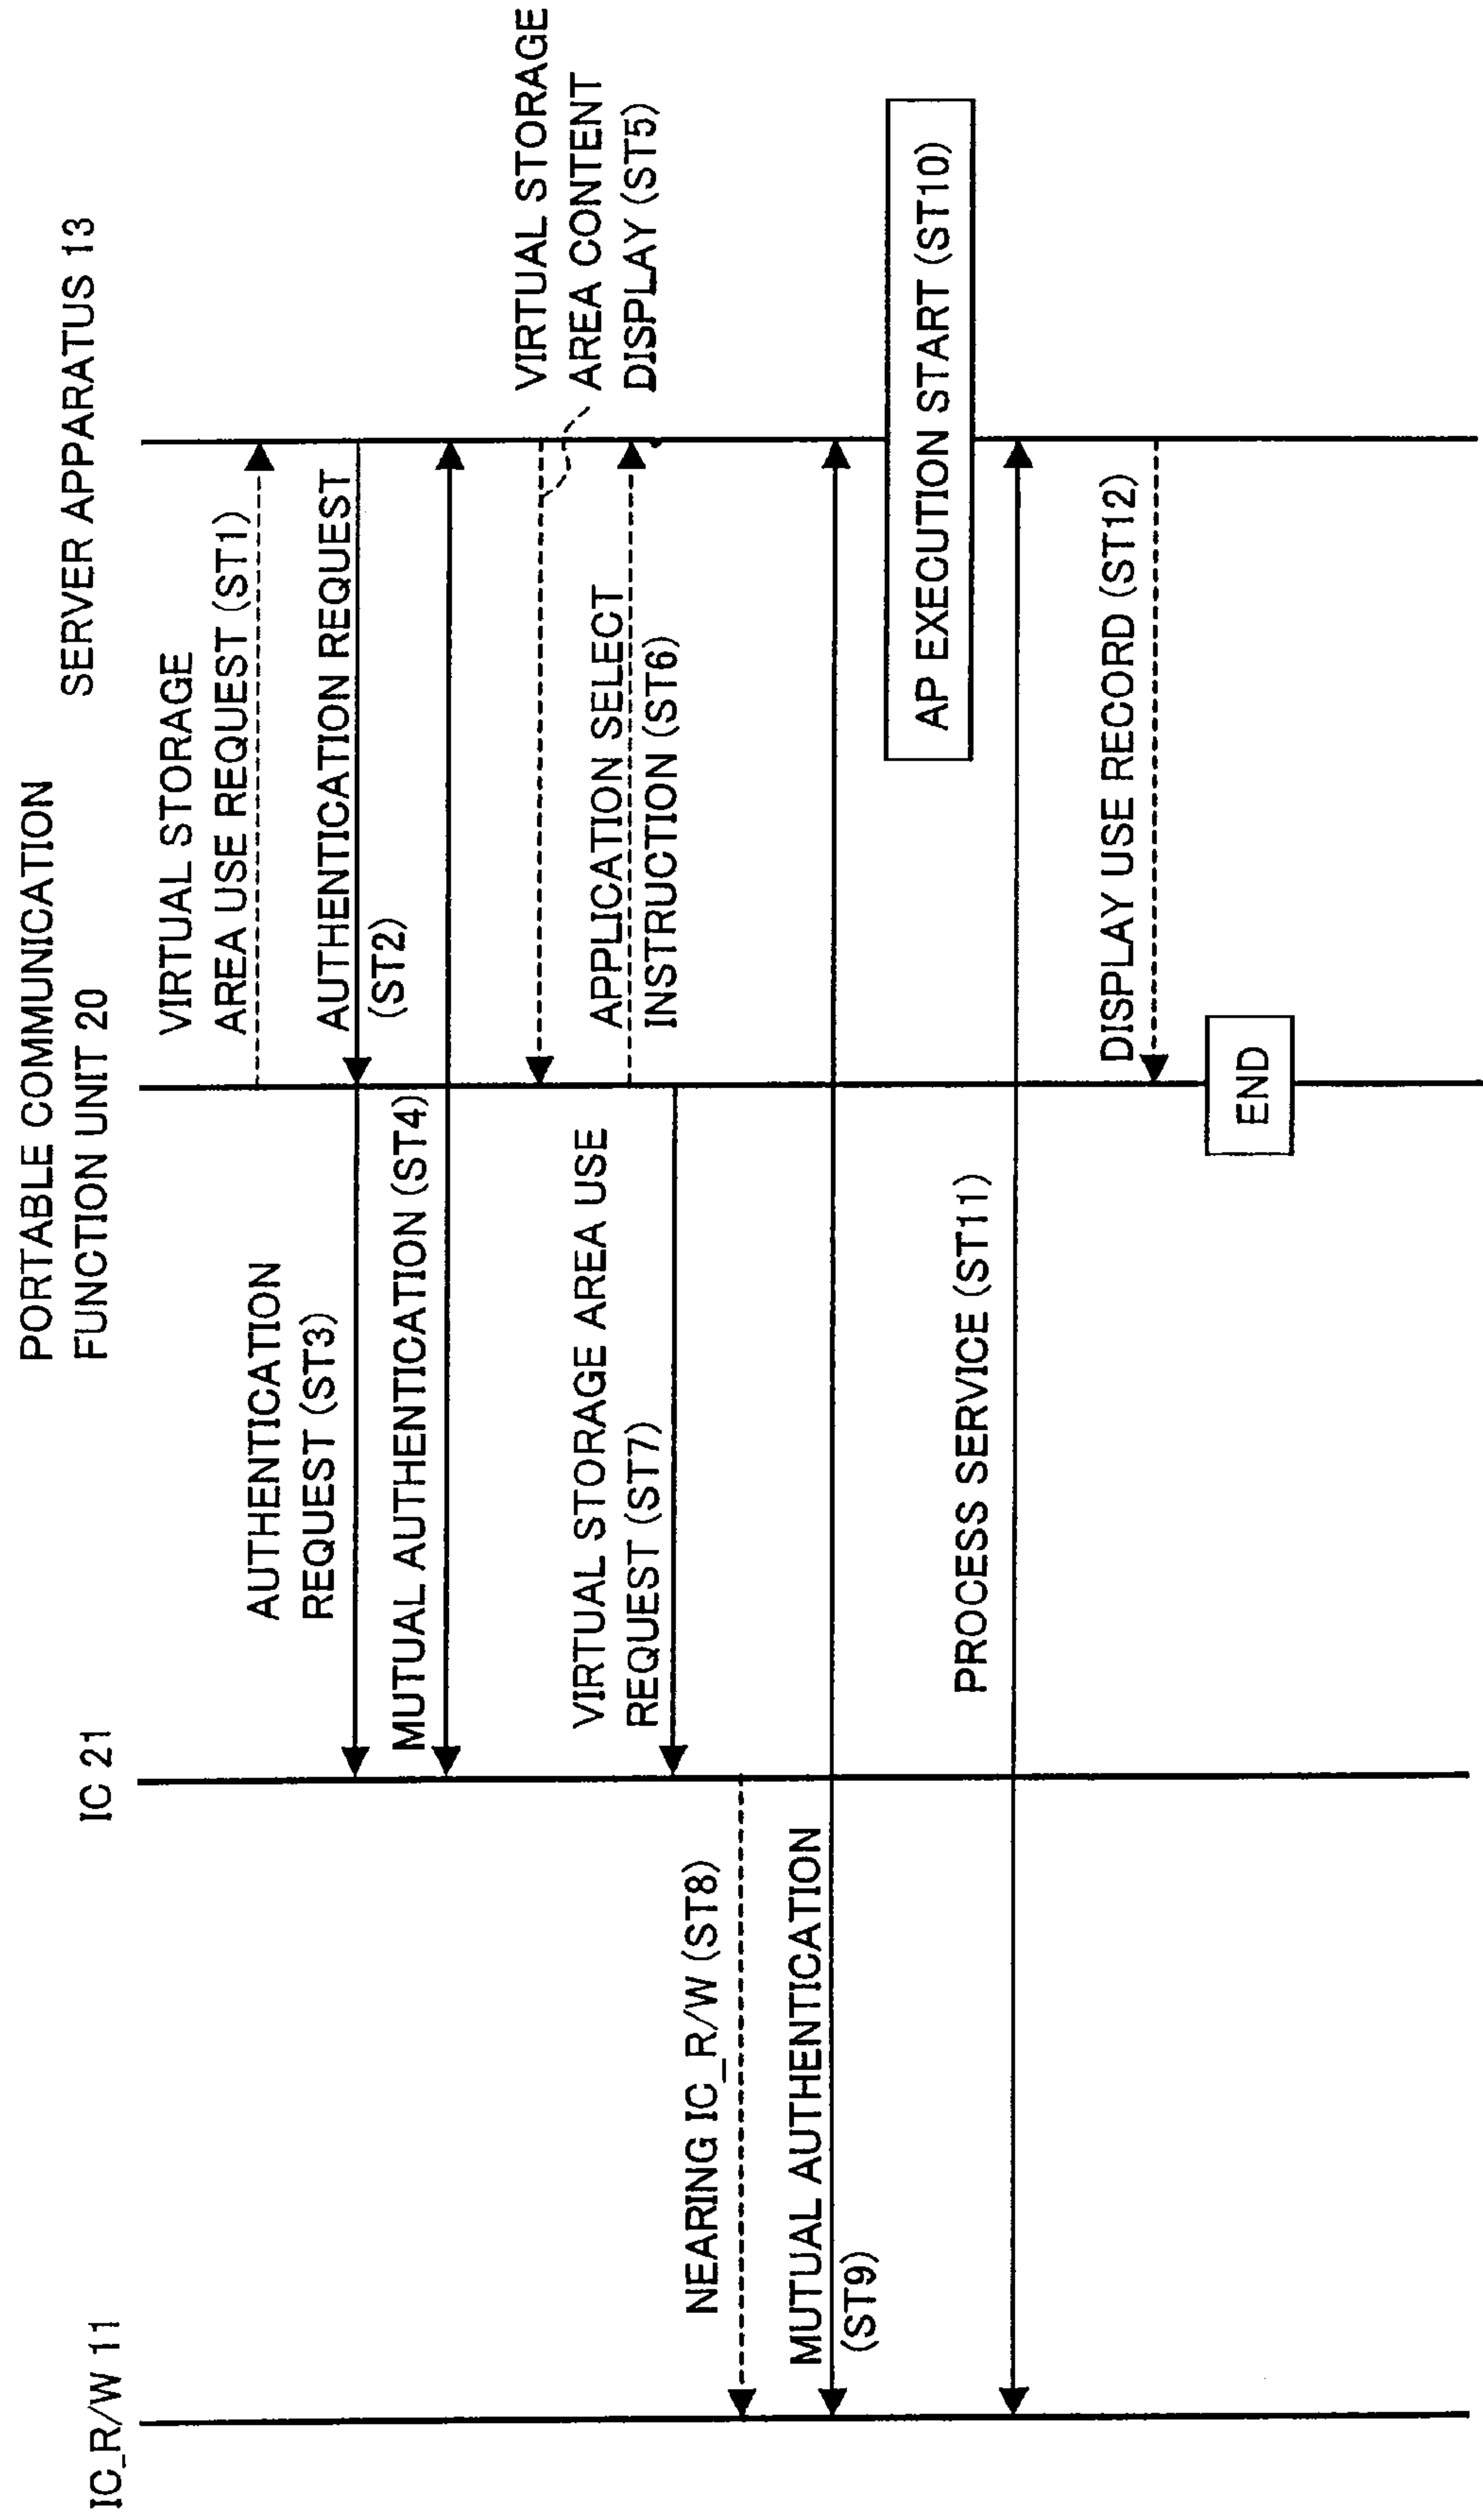 IC_R/W 11
IC 21
PORTABLE COMMUNICATION
FUNCTION UNIT 20
SERVER APPARATUS 13
VIRTUAL STORAGE
AREA USE REQUEST (ST1)
AUTHENTICATION REQUEST
(ST2)
AUTHENTICATION
REQUEST (ST3)
MUTUAL AUTHENTICATION (ST4)
VIRTUAL STORAGE
AREA CONTENT
DISPLAY (ST5)
APPLICATION SELECT
INSTRUCTION (ST6)
VIRTUAL STORAGE AREA USE
REQUEST (ST7)
NEARING IC_R/W (ST8)
MUTUAL AUTHENTICATION
(ST9)
AP EXECUTION START (ST10)
PROCESS SERVICE (ST11)
DISPLAY USE RECORD (ST12)
END